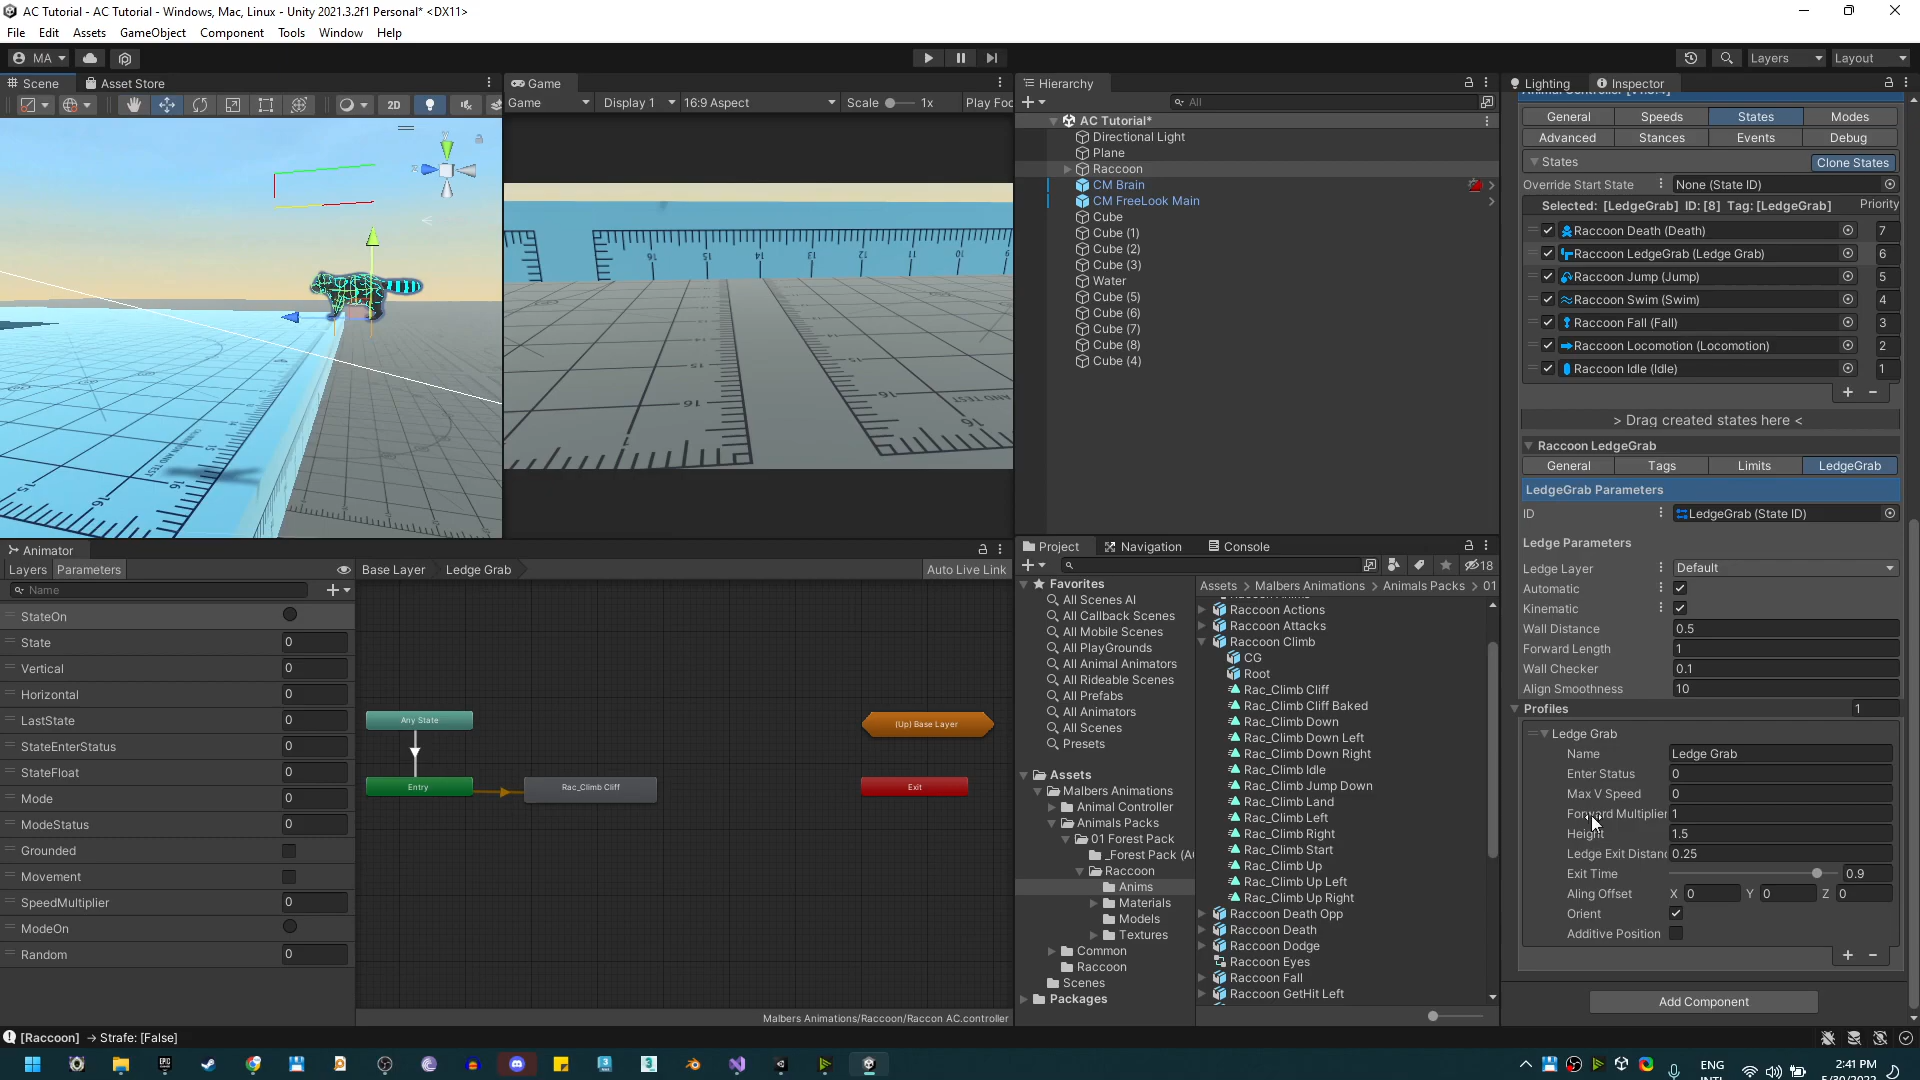 AC Tutorial - AC Tutorial - Windows, Mac, Linux - Unity 2021.3.2f1 Personal* <DX11>
File Edit Assets GameObject Component Tools Window Help
MA Layers Layout
Scene Asset Store
2D
Game
Game Display 1 16:9 Aspect Scale 1x Play Foc
Hierarchy
All
AC Tutorial*
Directional Light
Plane
Raccoon
CM Brain
CM FreeLook Main
Cube
Cube (1)
Cube (2)
Cube (3)
Water
Cube (5)
Cube (6)
Cube (7)
Cube (8)
Cube (4)
Lighting Inspector
General Speeds States Modes
Advanced Stances Events Debug
States Clone States
Override Start State None (State ID)
Selected: [LedgeGrab] ID:[8] Tag:[LedgeGrab] Priority
Raccoon Death (Death) 7
Raccoon LedgeGrab (Ledge Grab) 6
Raccoon Jump (Jump) 5
Raccoon Swim (Swim) 4
Raccoon Fall (Fall) 3
Raccoon Locomotion (Locomotion) 2
Raccoon Idle (Idle) 1
> Drag created states here <
Raccoon LedgeGrab
General Tags Limits LedgeGrab
LedgeGrab Parameters
ID LedgeGrab (State ID)
Ledge Parameters
Ledge Layer Default
Automatic
Kinematic
Wall Distance 0.5
Forward Length 1
Wall Checker 0.1
Align Smoothness 10
Profiles 1
Ledge Grab
Name Ledge Grab
Enter Status 0
Max V Speed 0
Forward Multiplier 1
Height 1.5
Ledge Exit Distanc 0.25
Exit Time 0.9
Aling Offset X 0 Y 0 Z 0
Orient
Additive Position
Add Component
Animator
Layers Parameters Base Layer Ledge Grab Auto Live Link
Name
StateOn
State 0
Vertical 0
Horizontal 0
LastState 0
StateEnterStatus 0
StateFloat 0
Mode 0
ModeStatus 0
Grounded
Movement
SpeedMultiplier 0
ModeOn
Random 0
Any State
(Up) Base Layer
Entry
Rac_Climb Cliff
Exit
Malbers Animations/Raccoon/Raccon AC.controller
Project Navigation Console
18
Favorites
All Scenes AI
All Callback Scenes
All Mobile Scenes
All PlayGrounds
All Animal Animators
All Rideable Scenes
All Prefabs
All Animators
All Scenes
Presets
Assets
Malbers Animations
Animal Controller
Animals Packs
01 Forest Pack
_Forest Pack (A
Raccoon
Anims
Materials
Models
Textures
Common
Raccoon
Scenes
Packages
Assets > Malbers Animations > Animals Packs > 01
Raccoon Actions
Raccoon Attacks
Raccoon Climb
CG
Root
Rac_Climb Cliff
Rac_Climb Cliff Baked
Rac_Climb Down
Rac_Climb Down Left
Rac_Climb Down Right
Rac_Climb Idle
Rac_Climb Jump Down
Rac_Climb Land
Rac_Climb Left
Rac_Climb Right
Rac_Climb Start
Rac_Climb Up
Rac_Climb Up Left
Rac_Climb Up Right
Raccoon Death Opp
Raccoon Death
Raccoon Dodge
Raccoon Eyes
Raccoon Fall
Raccoon GetHit Left
[Raccoon] → Strafe: [False]
ENG
2:41 PM